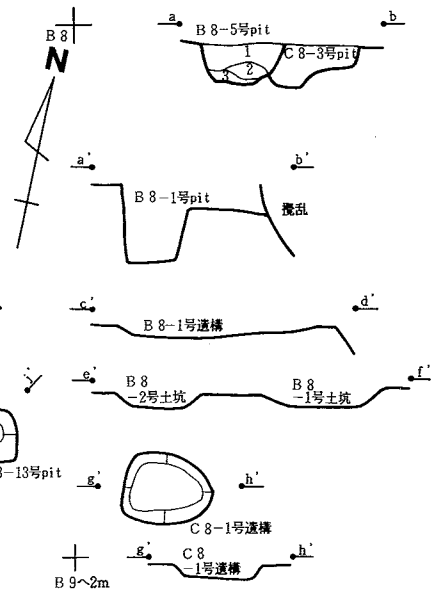 B8
N
a b
B8-5号pit
C8-3号pit
1
2
3
a' b'
B8-1号pit
攪乱
c' d'
B8-1号遺構
e' f'
B8
-2号土坑
B8
-1号土坑
-13号pit
g' h'
C8-1号遺構
g' h'
C8
-1号遺構
B9~2m